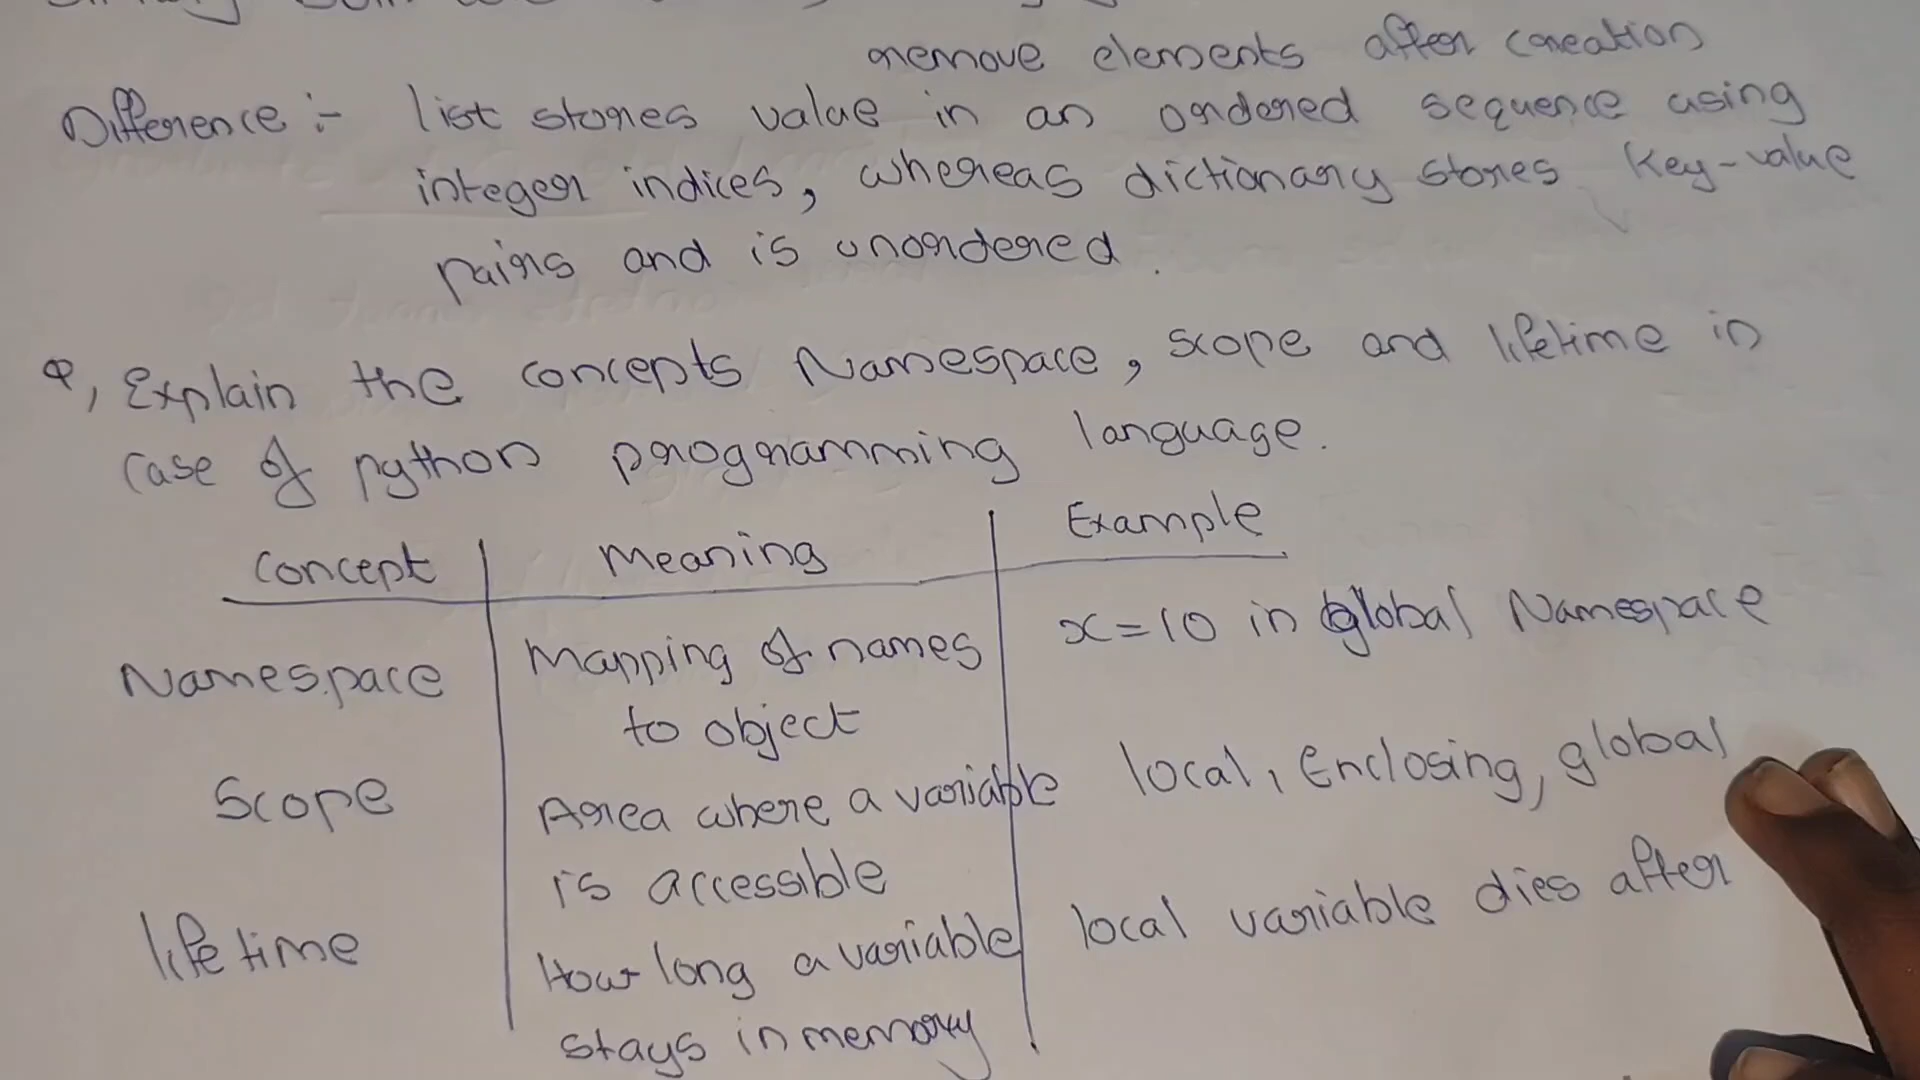 remove elements after creation
Difference :- list stores value in an ordered sequence using
integer indices, whereas dictionary stores key-value
pairs and is unordered.
Q, Explain the concepts Namespace, scope and lifetime in
case of python programming language.
Concept | Meaning | Example
Namespace | Mapping of names | x=10 in global Namespace
to object
Scope | Area where a variable | local, Enclosing, global
is accessible
lifetime | How long a variable | local variable dies after
stays in memory